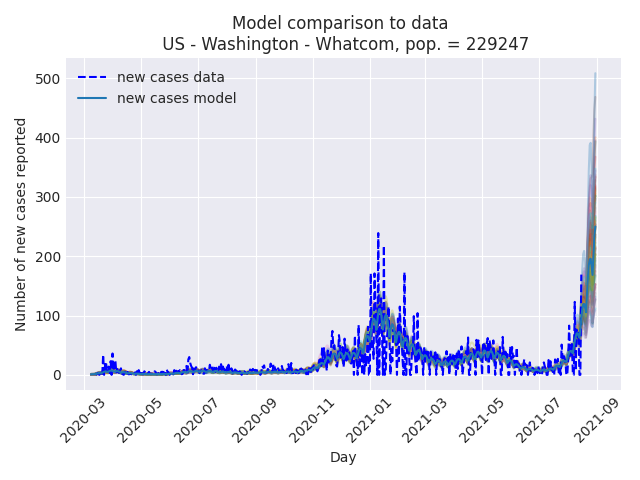 Model comparison to data
US - Washington - Whatcom, pop. = 229247
new cases data
new cases model
Number of new cases reported
500
400
300
200
100
0
2020-03
2020-05
2020-07
2020-09
2020-11
2021-01
2021-03
2021-05
2021-07
2021-09
Day